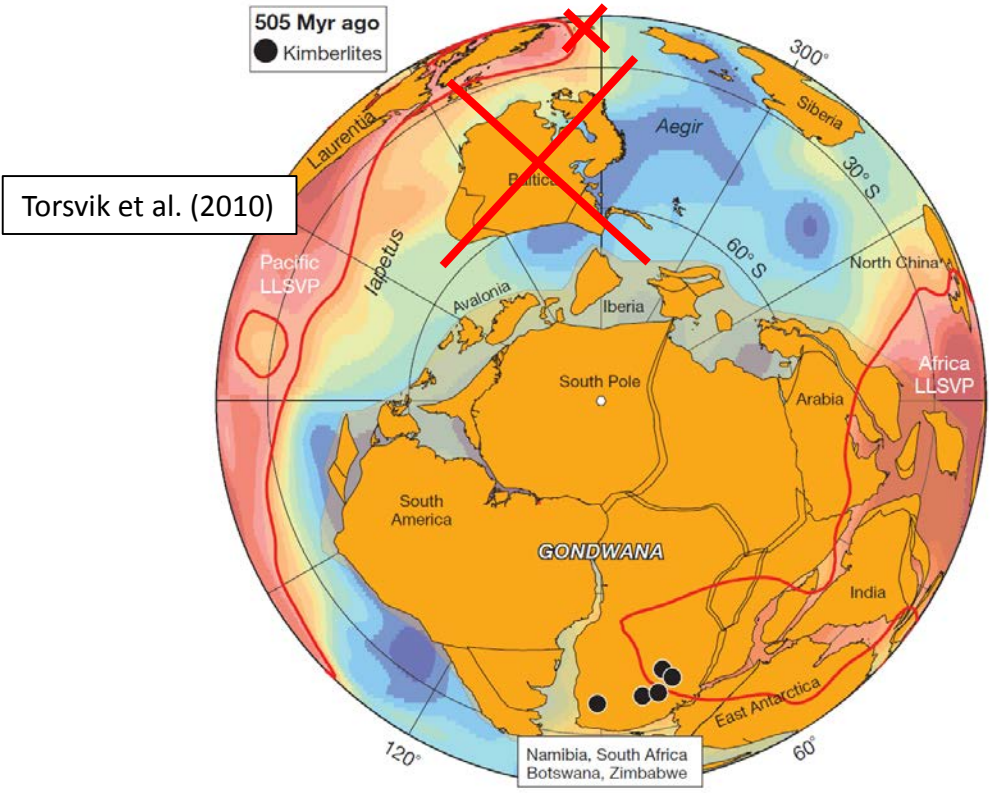 505 Myr ago
Kimberlites
300°
Siberia
Laurentia
Aegir
30° S
Baltica
Torsvik et al. (2010)
Iapetus
60° S
North China
Pacific
LLSVP
Avalonia
Iberia
Africa
LLSVP
South Pole
Arabia
South
America
GONDWANA
India
East Antarctica
120°
60°
Namibia, South Africa
Botswana, Zimbabwe